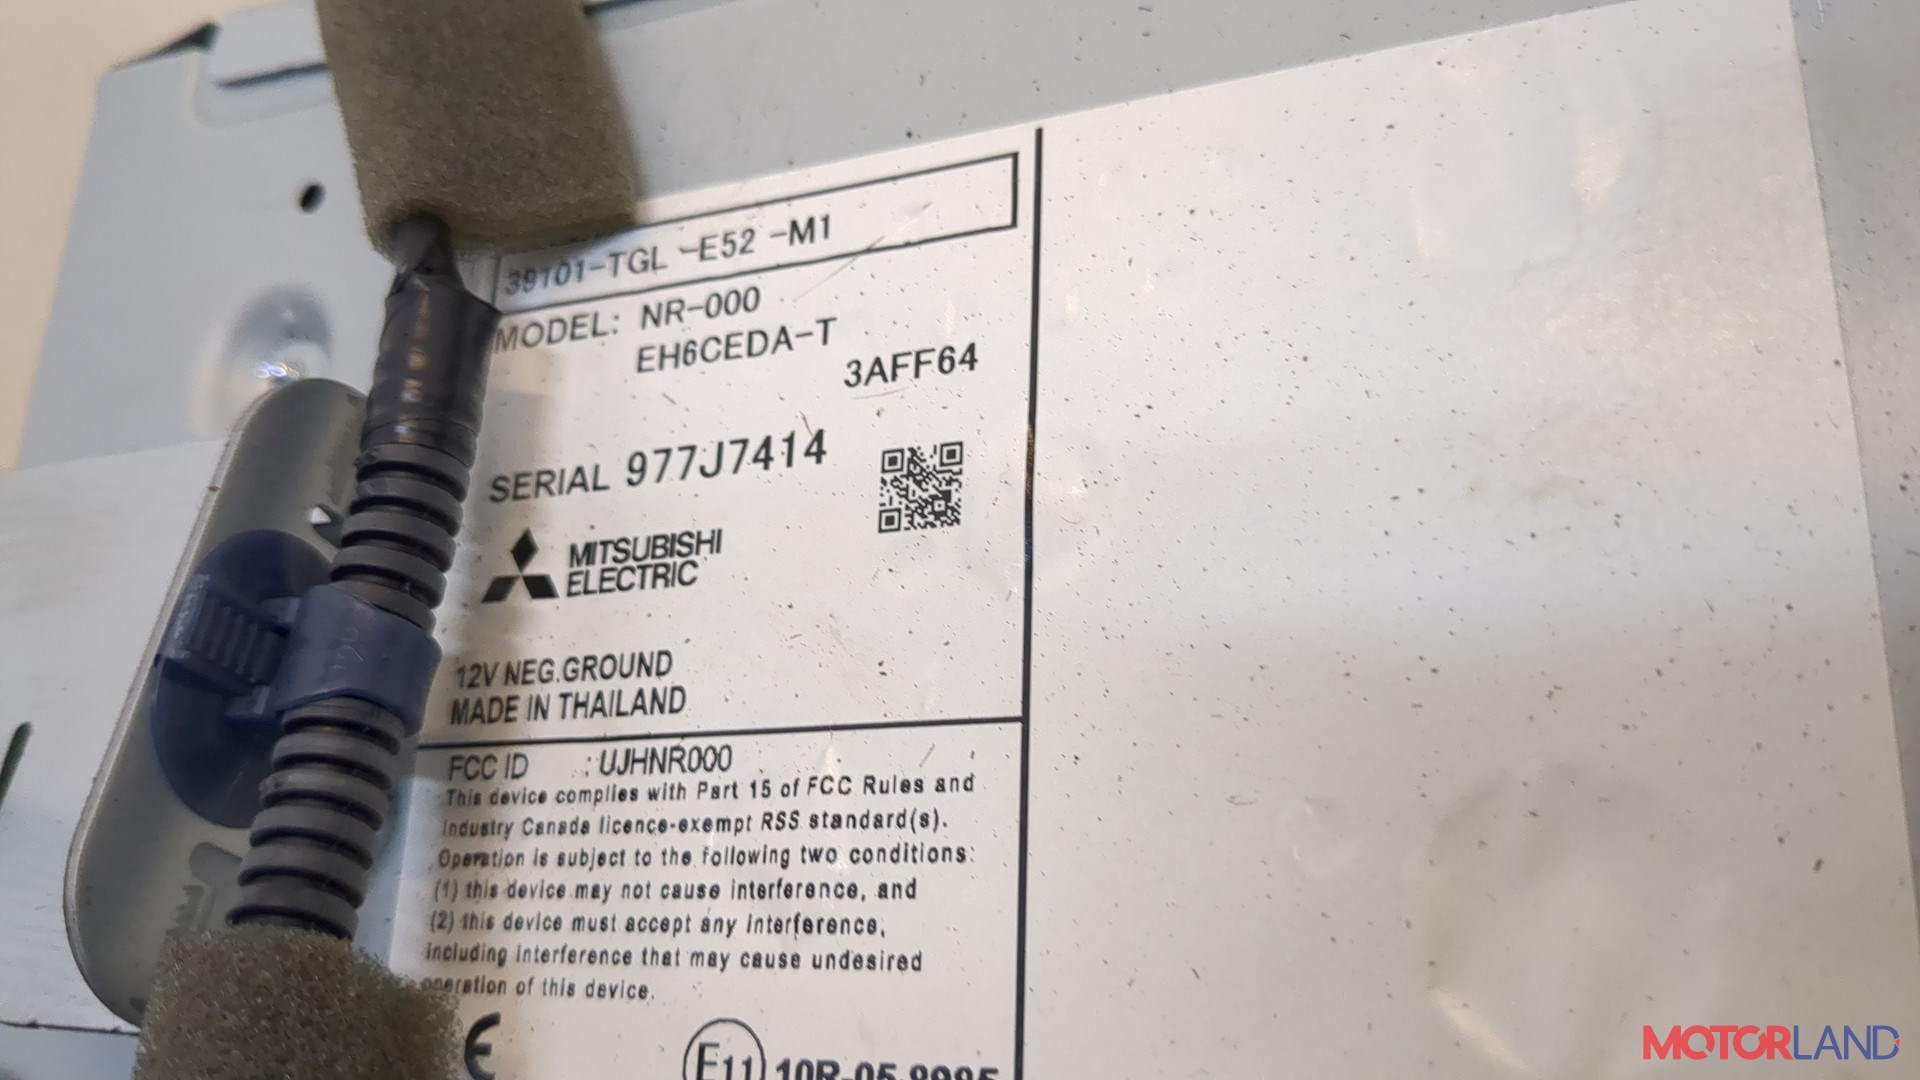 39101-TGL -E52 -M1
MODEL: NR-000
EH6CEDA-T
3AFF64
SERIAL 977J7414
MITSUBISHI
ELECTRIC
12V NEG.GROUND
MADE IN THAILAND
FCC ID : UJHNR000
This device complies with Part 15 of FCC Rules and
Industry Canada licence-exempt RSS standard(s).
Operation is subject to the following two conditions:
(1) this device may not cause interference, and
(2) this device must accept any interference,
including interference that may cause undesired
operation of this device.
CE
E11 10R-05
MOTORLAND